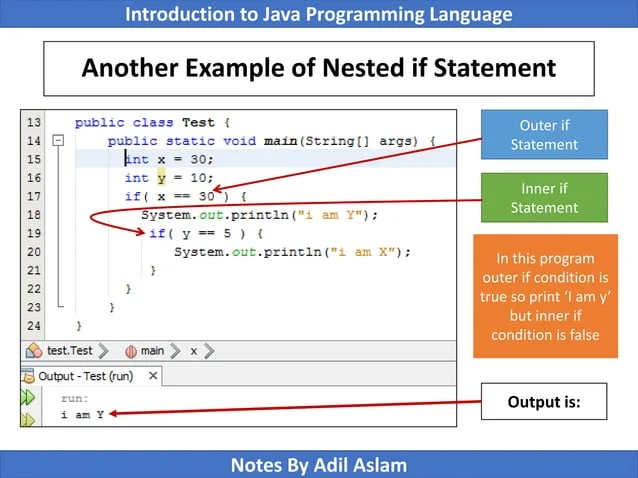 Introduction to Java Programming Language
Another Example of Nested if Statement
13 public class Test {
14 public static void main(String[] args) {
15 int x = 30;
16 int y = 10;
17 if( x == 30 ) {
18 System.out.println("i am Y");
19 if( y == 5 ) {
20 System.out.println("i am X");
21 }
22 }
23 }
24 }
Outer if
Statement
Inner if
Statement
In this program
outer if condition is
true so print ‘I am y’
but inner if
condition is false
test.Test main x
Output - Test (run) X
run:
i am Y
Output is:
Notes By Adil Aslam